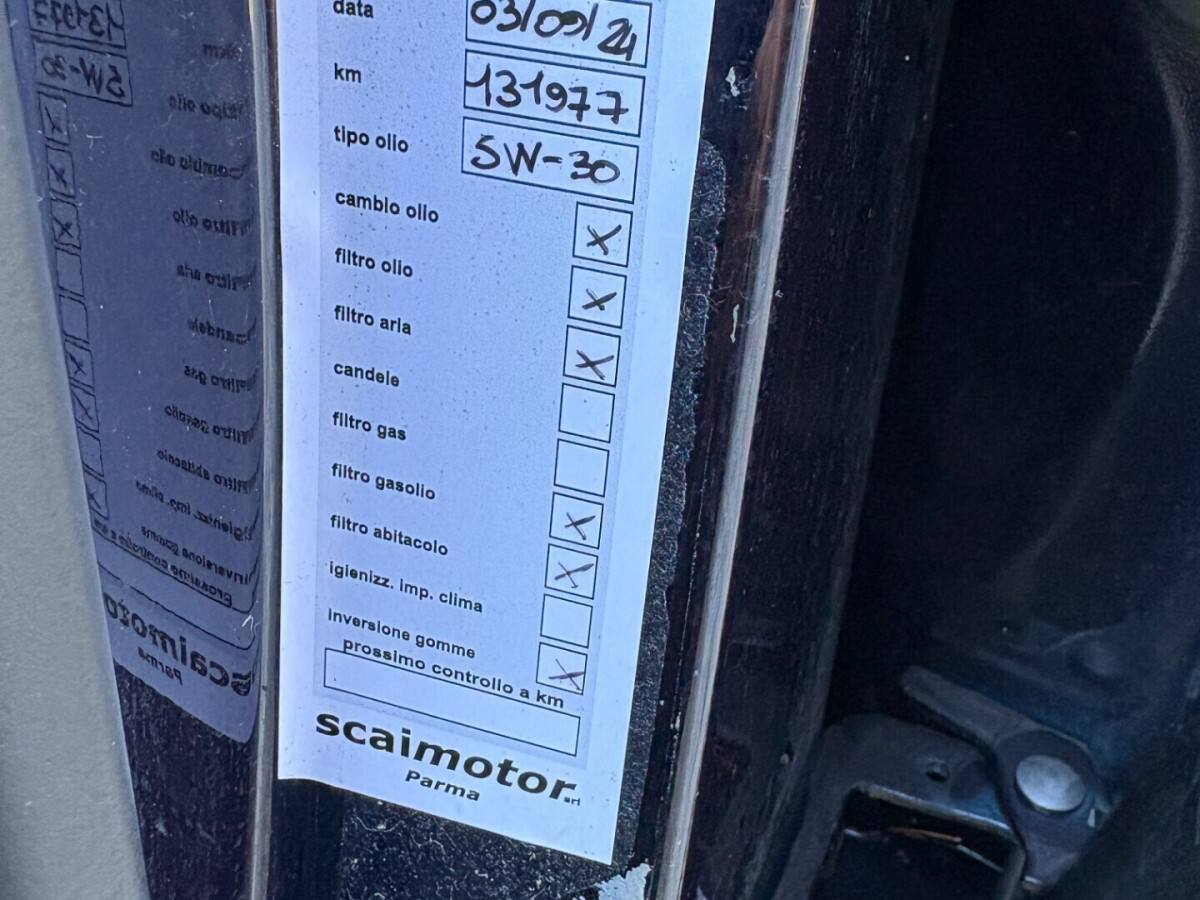 data 03/09/24
km 131977
tipo olio 5W-30
cambio olio X
filtro olio X
filtro aria X
candele
filtro gas
filtro gasolio X
filtro abitacolo X
igienizz. imp. clima
inversione gomme X
prossimo controllo a km
scaimotor srl
Parma